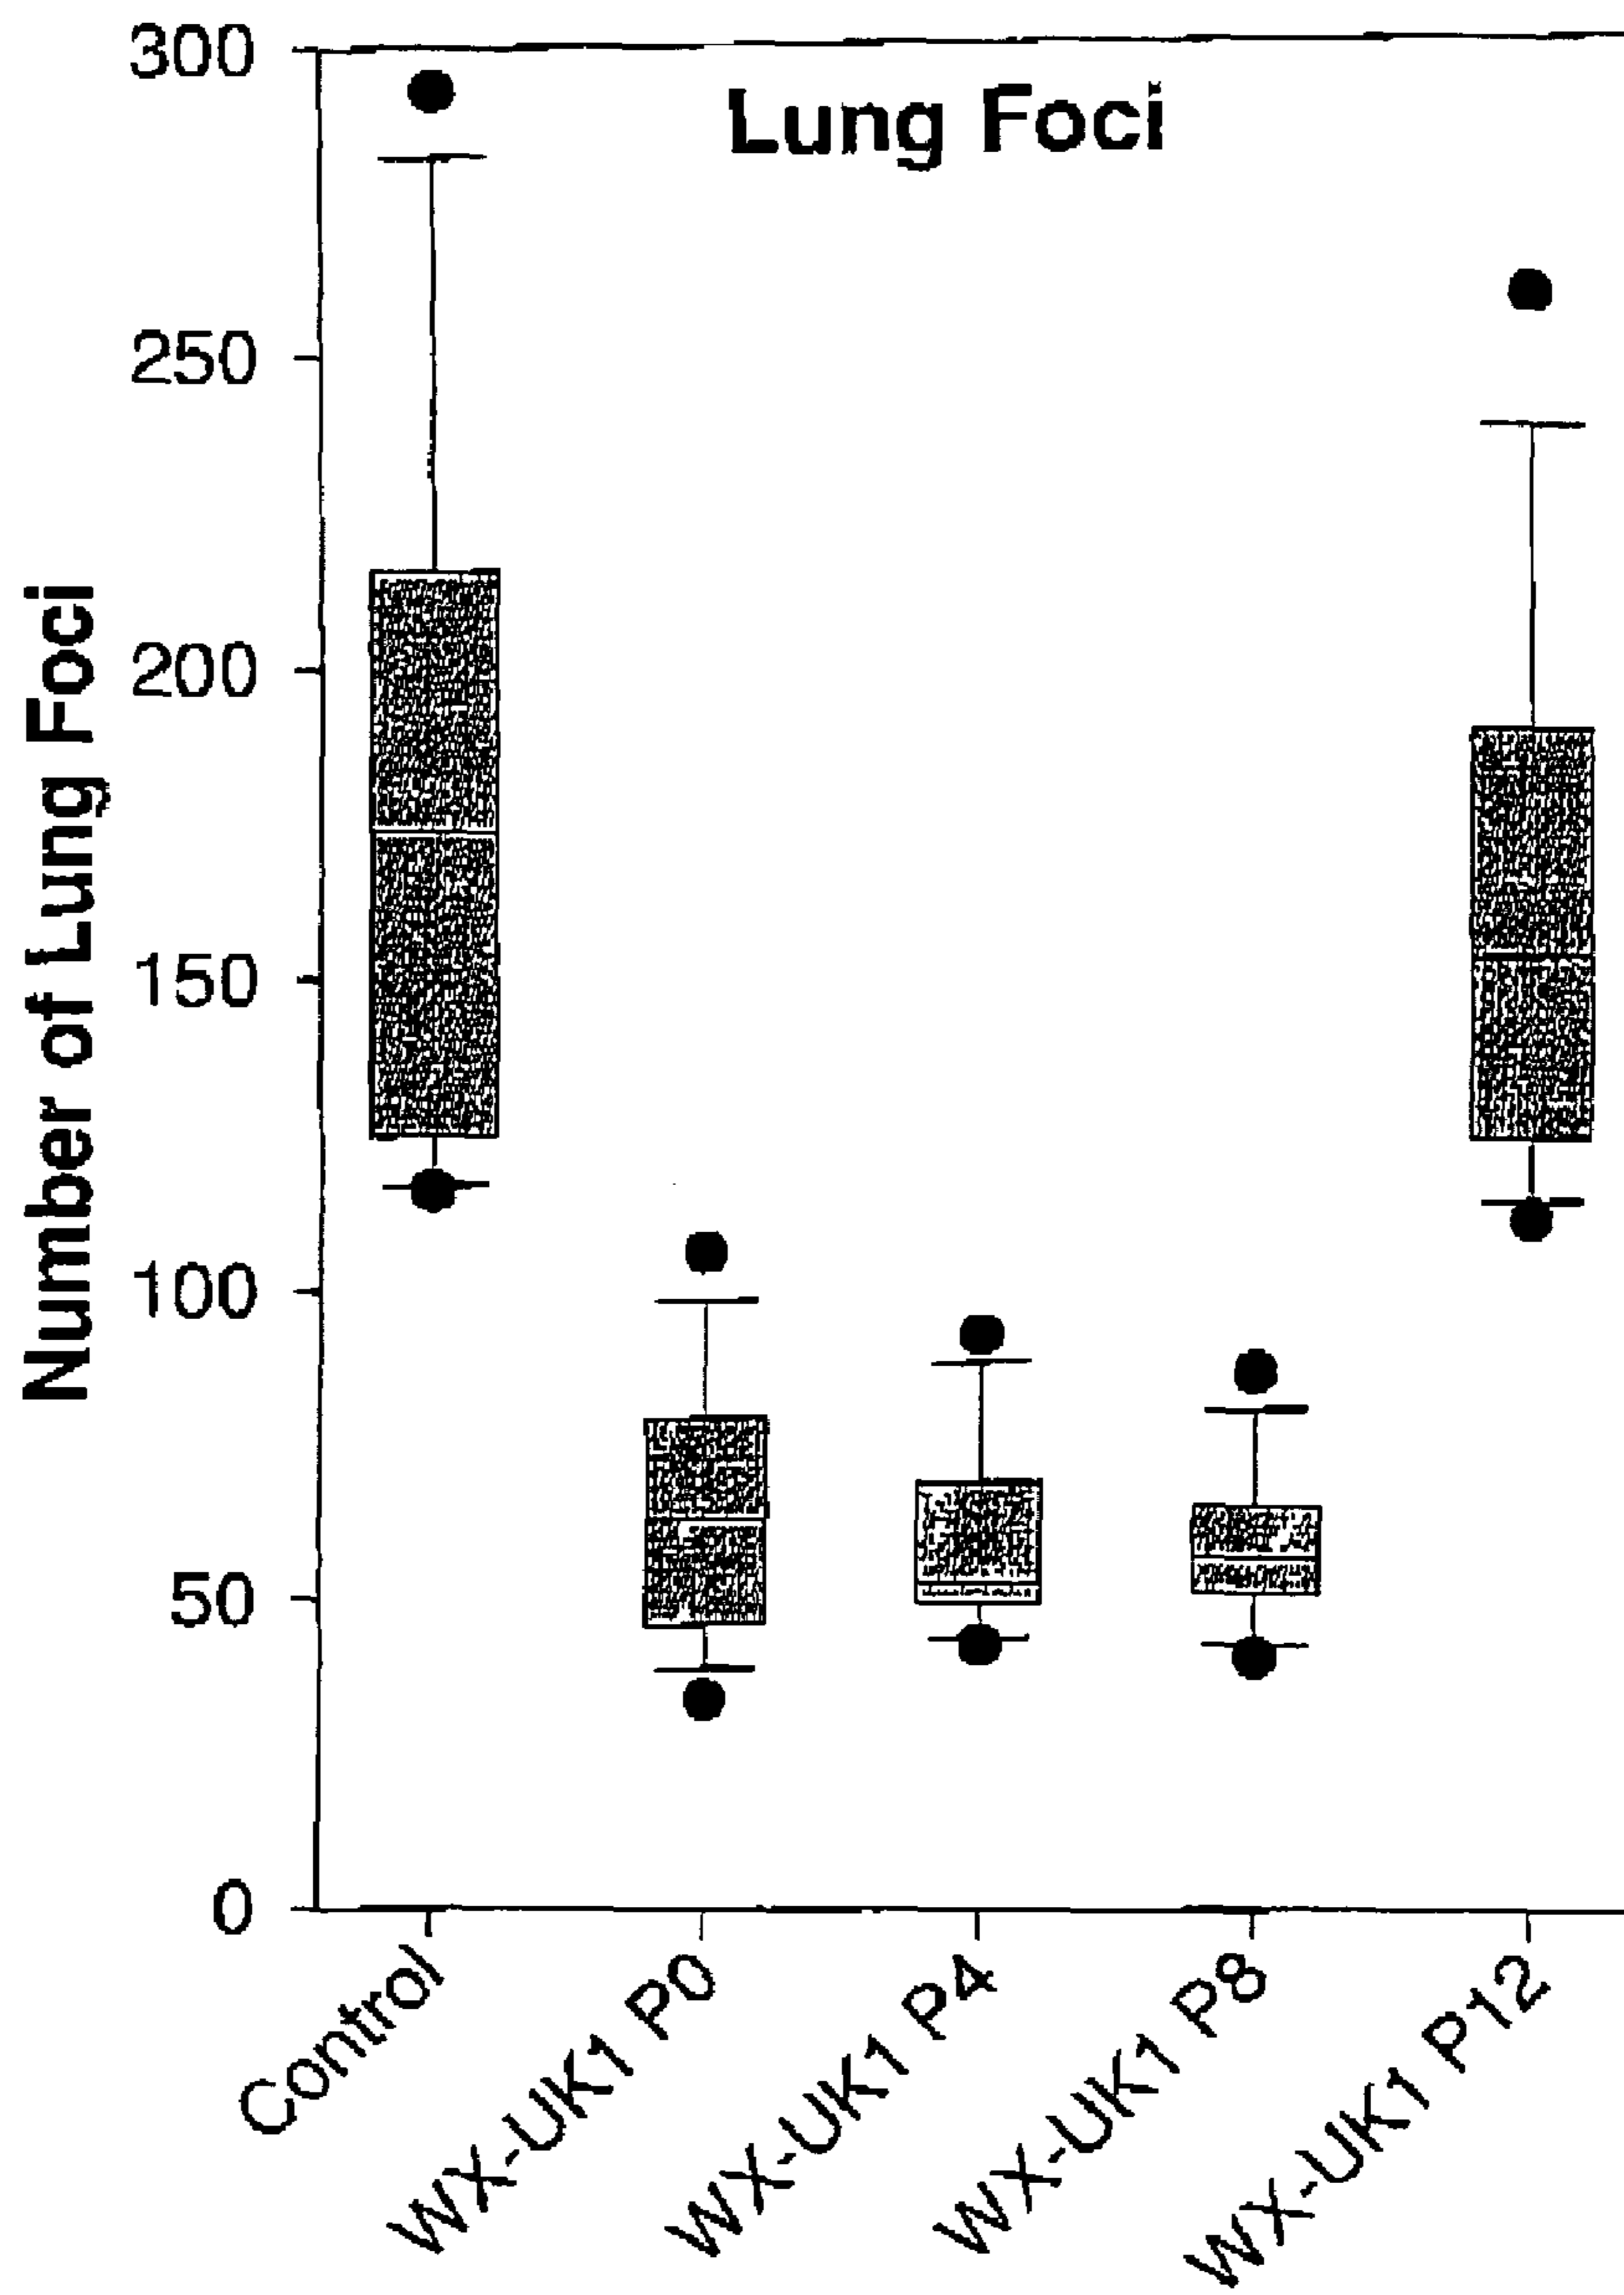 Lung Foci
Number of Lung Foci
300
250
200
150
100
50
0
Control
WX-UK1 P0
WX-UK1 P4
WX-UK1 P8
WX-UK1 P12